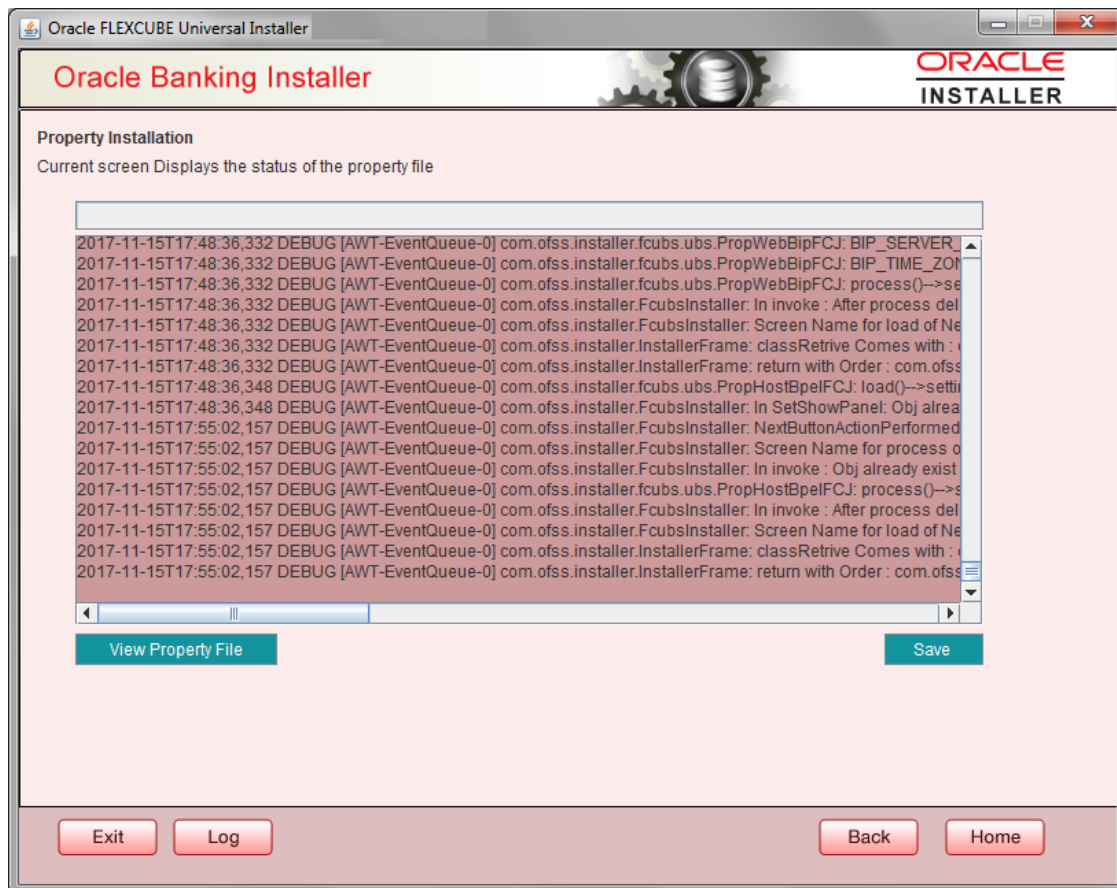 Oracle FLEXCUBE Universal Installer
Oracle Banking Installer
ORACLE
INSTALLER
Property Installation
Current screen Displays the status of the property file
2017-11-15T17:48:36,332 DEBUG [AWT-EventQueue-0] com.ofss.installer.fcubs.ubs.PropWebBipFCJ: BIP_SERVER_
2017-11-15T17:48:36,332 DEBUG [AWT-EventQueue-0] com.ofss.installer.fcubs.ubs.PropWebBipFCJ: BIP_TIME_ZON
2017-11-15T17:48:36,332 DEBUG [AWT-EventQueue-0] com.ofss.installer.fcubs.ubs.PropWebBipFCJ: process()-->se
2017-11-15T17:48:36,332 DEBUG [AWT-EventQueue-0] com.ofss.installer.FcubsInstaller: In invoke : After process del
2017-11-15T17:48:36,332 DEBUG [AWT-EventQueue-0] com.ofss.installer.FcubsInstaller: Screen Name for load of Ne
2017-11-15T17:48:36,332 DEBUG [AWT-EventQueue-0] com.ofss.installer.InstallerFrame: classRetrive Comes with :
2017-11-15T17:48:36,332 DEBUG [AWT-EventQueue-0] com.ofss.installer.InstallerFrame: return with Order : com.ofss
2017-11-15T17:48:36,348 DEBUG [AWT-EventQueue-0] com.ofss.installer.fcubs.ubs.PropHostBpelFCJ: load()-->settin
2017-11-15T17:48:36,348 DEBUG [AWT-EventQueue-0] com.ofss.installer.FcubsInstaller: In SetShowPanel: Obj alrea
2017-11-15T17:55:02,157 DEBUG [AWT-EventQueue-0] com.ofss.installer.FcubsInstaller: NextButtonActionPerformed
2017-11-15T17:55:02,157 DEBUG [AWT-EventQueue-0] com.ofss.installer.FcubsInstaller: Screen Name for process o
2017-11-15T17:55:02,157 DEBUG [AWT-EventQueue-0] com.ofss.installer.FcubsInstaller: In invoke : Obj already exist
2017-11-15T17:55:02,157 DEBUG [AWT-EventQueue-0] com.ofss.installer.fcubs.ubs.PropHostBpelFCJ: process()-->s
2017-11-15T17:55:02,157 DEBUG [AWT-EventQueue-0] com.ofss.installer.FcubsInstaller: In invoke : After process del
2017-11-15T17:55:02,157 DEBUG [AWT-EventQueue-0] com.ofss.installer.FcubsInstaller: Screen Name for load of Ne
2017-11-15T17:55:02,157 DEBUG [AWT-EventQueue-0] com.ofss.installer.InstallerFrame: classRetrive Comes with :
2017-11-15T17:55:02,157 DEBUG [AWT-EventQueue-0] com.ofss.installer.InstallerFrame: return with Order : com.ofss
View Property File
Save
Exit
Log
Back
Home